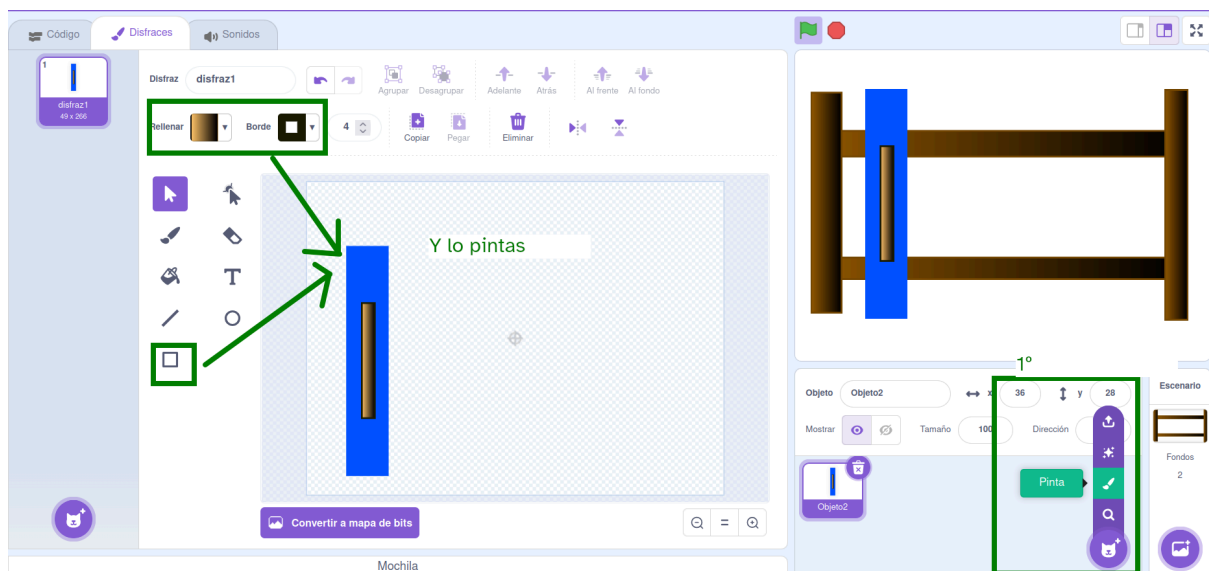 Código
Disfraces
Sonidos
1
disfraz1
49 x 266
Disfraz
disfraz1
Agrupar
Desagrupar
Adelante
Atrás
Al frente
Al fondo
Rellenar
Borde
4
Copiar
Pegar
Eliminar
T
Y lo pintas
Convertir a mapa de bits
Mochila
1º
Objeto
Objeto2
x
36
y
28
Mostrar
Tamaño
100
Dirección
Pinta
Objeto2
Escenario
Fondos
2